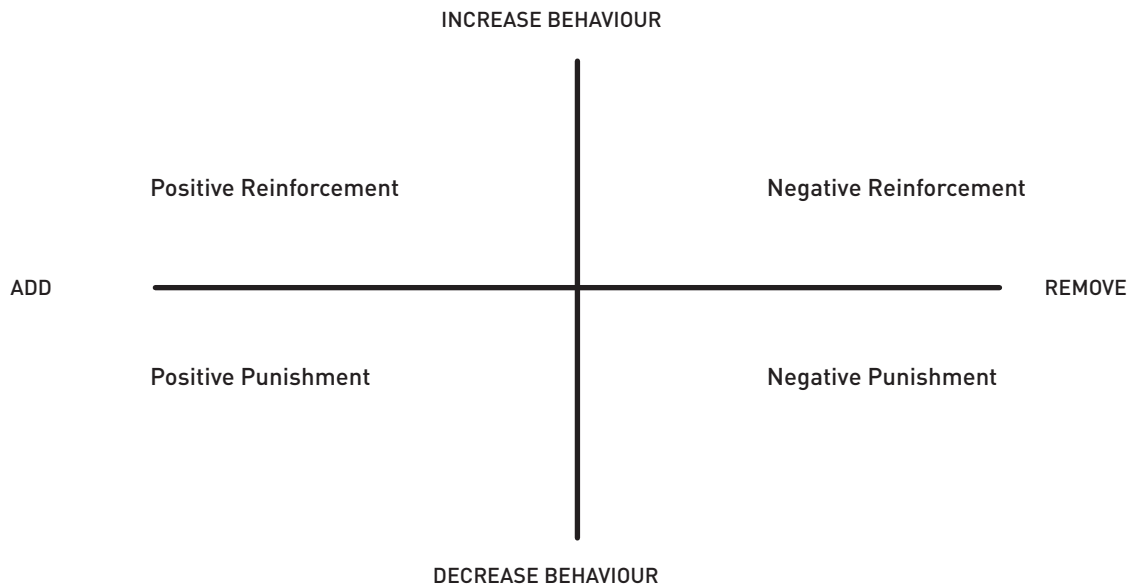 INCREASE BEHAVIOUR
Positive Reinforcement
Negative Reinforcement
ADD
REMOVE
Positive Punishment
Negative Punishment
DECREASE BEHAVIOUR